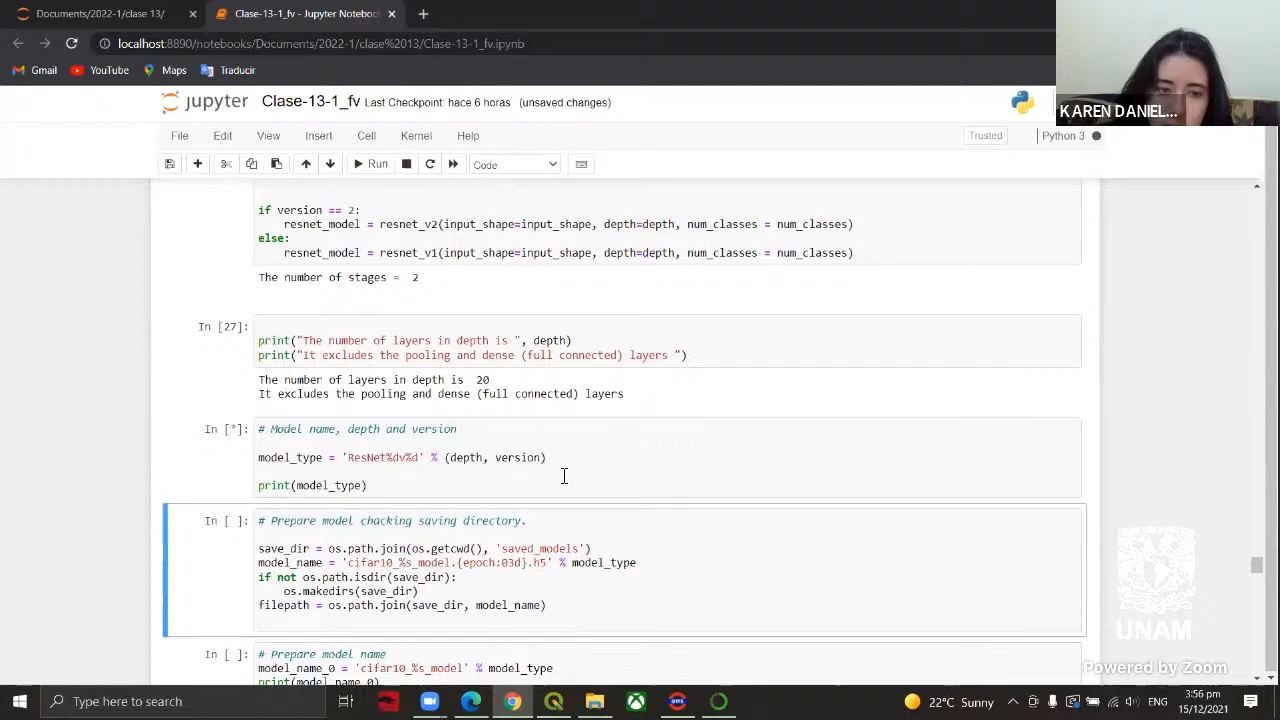 Documents/2022-1/clase 13/
Clase-13-1_fv - Jupyter Notebook
localhost:8890/notebooks/Documents/2022-1/clase%2013/Clase-13-1_fv.ipynb
Gmail
YouTube
Maps
Traducir
KAREN DANIEL...
jupyter
Clase-13-1_fv Last Checkpoint: hace 6 horas (unsaved changes)
File Edit View Insert Cell Kernel Help
Trusted
Python 3
Run
Code
if version == 2:
resnet_model = resnet_v2(input_shape=input_shape, depth=depth, num_classes = num_classes)
else:
resnet_model = resnet_v1(input_shape=input_shape, depth=depth, num_classes = num_classes)
The number of stages =  2
In [27]:
print("The number of layers in depth is ", depth)
print("It excludes the pooling and dense (full connected) layers ")
The number of layers in depth is  20
It excludes the pooling and dense (full connected) layers
In [*]:
# Model name, depth and version
model_type = 'ResNet%dv%d' % (depth, version)
print(model_type)
In [ ]:
# Prepare model chacking saving directory.
save_dir = os.path.join(os.getcwd(), 'saved_models')
model_name = 'cifar10_%s_model.{epoch:03d}.h5' % model_type
if not os.path.isdir(save_dir):
os.makedirs(save_dir)
filepath = os.path.join(save_dir, model_name)
In [ ]:
# Prepare model name
model_name_0 = 'cifar10_%s_model' % model_type
print(model_name_0)
UNAM
Powered by Zoom
Type here to search
22°C Sunny
ENG
3:56 pm
15/12/2021